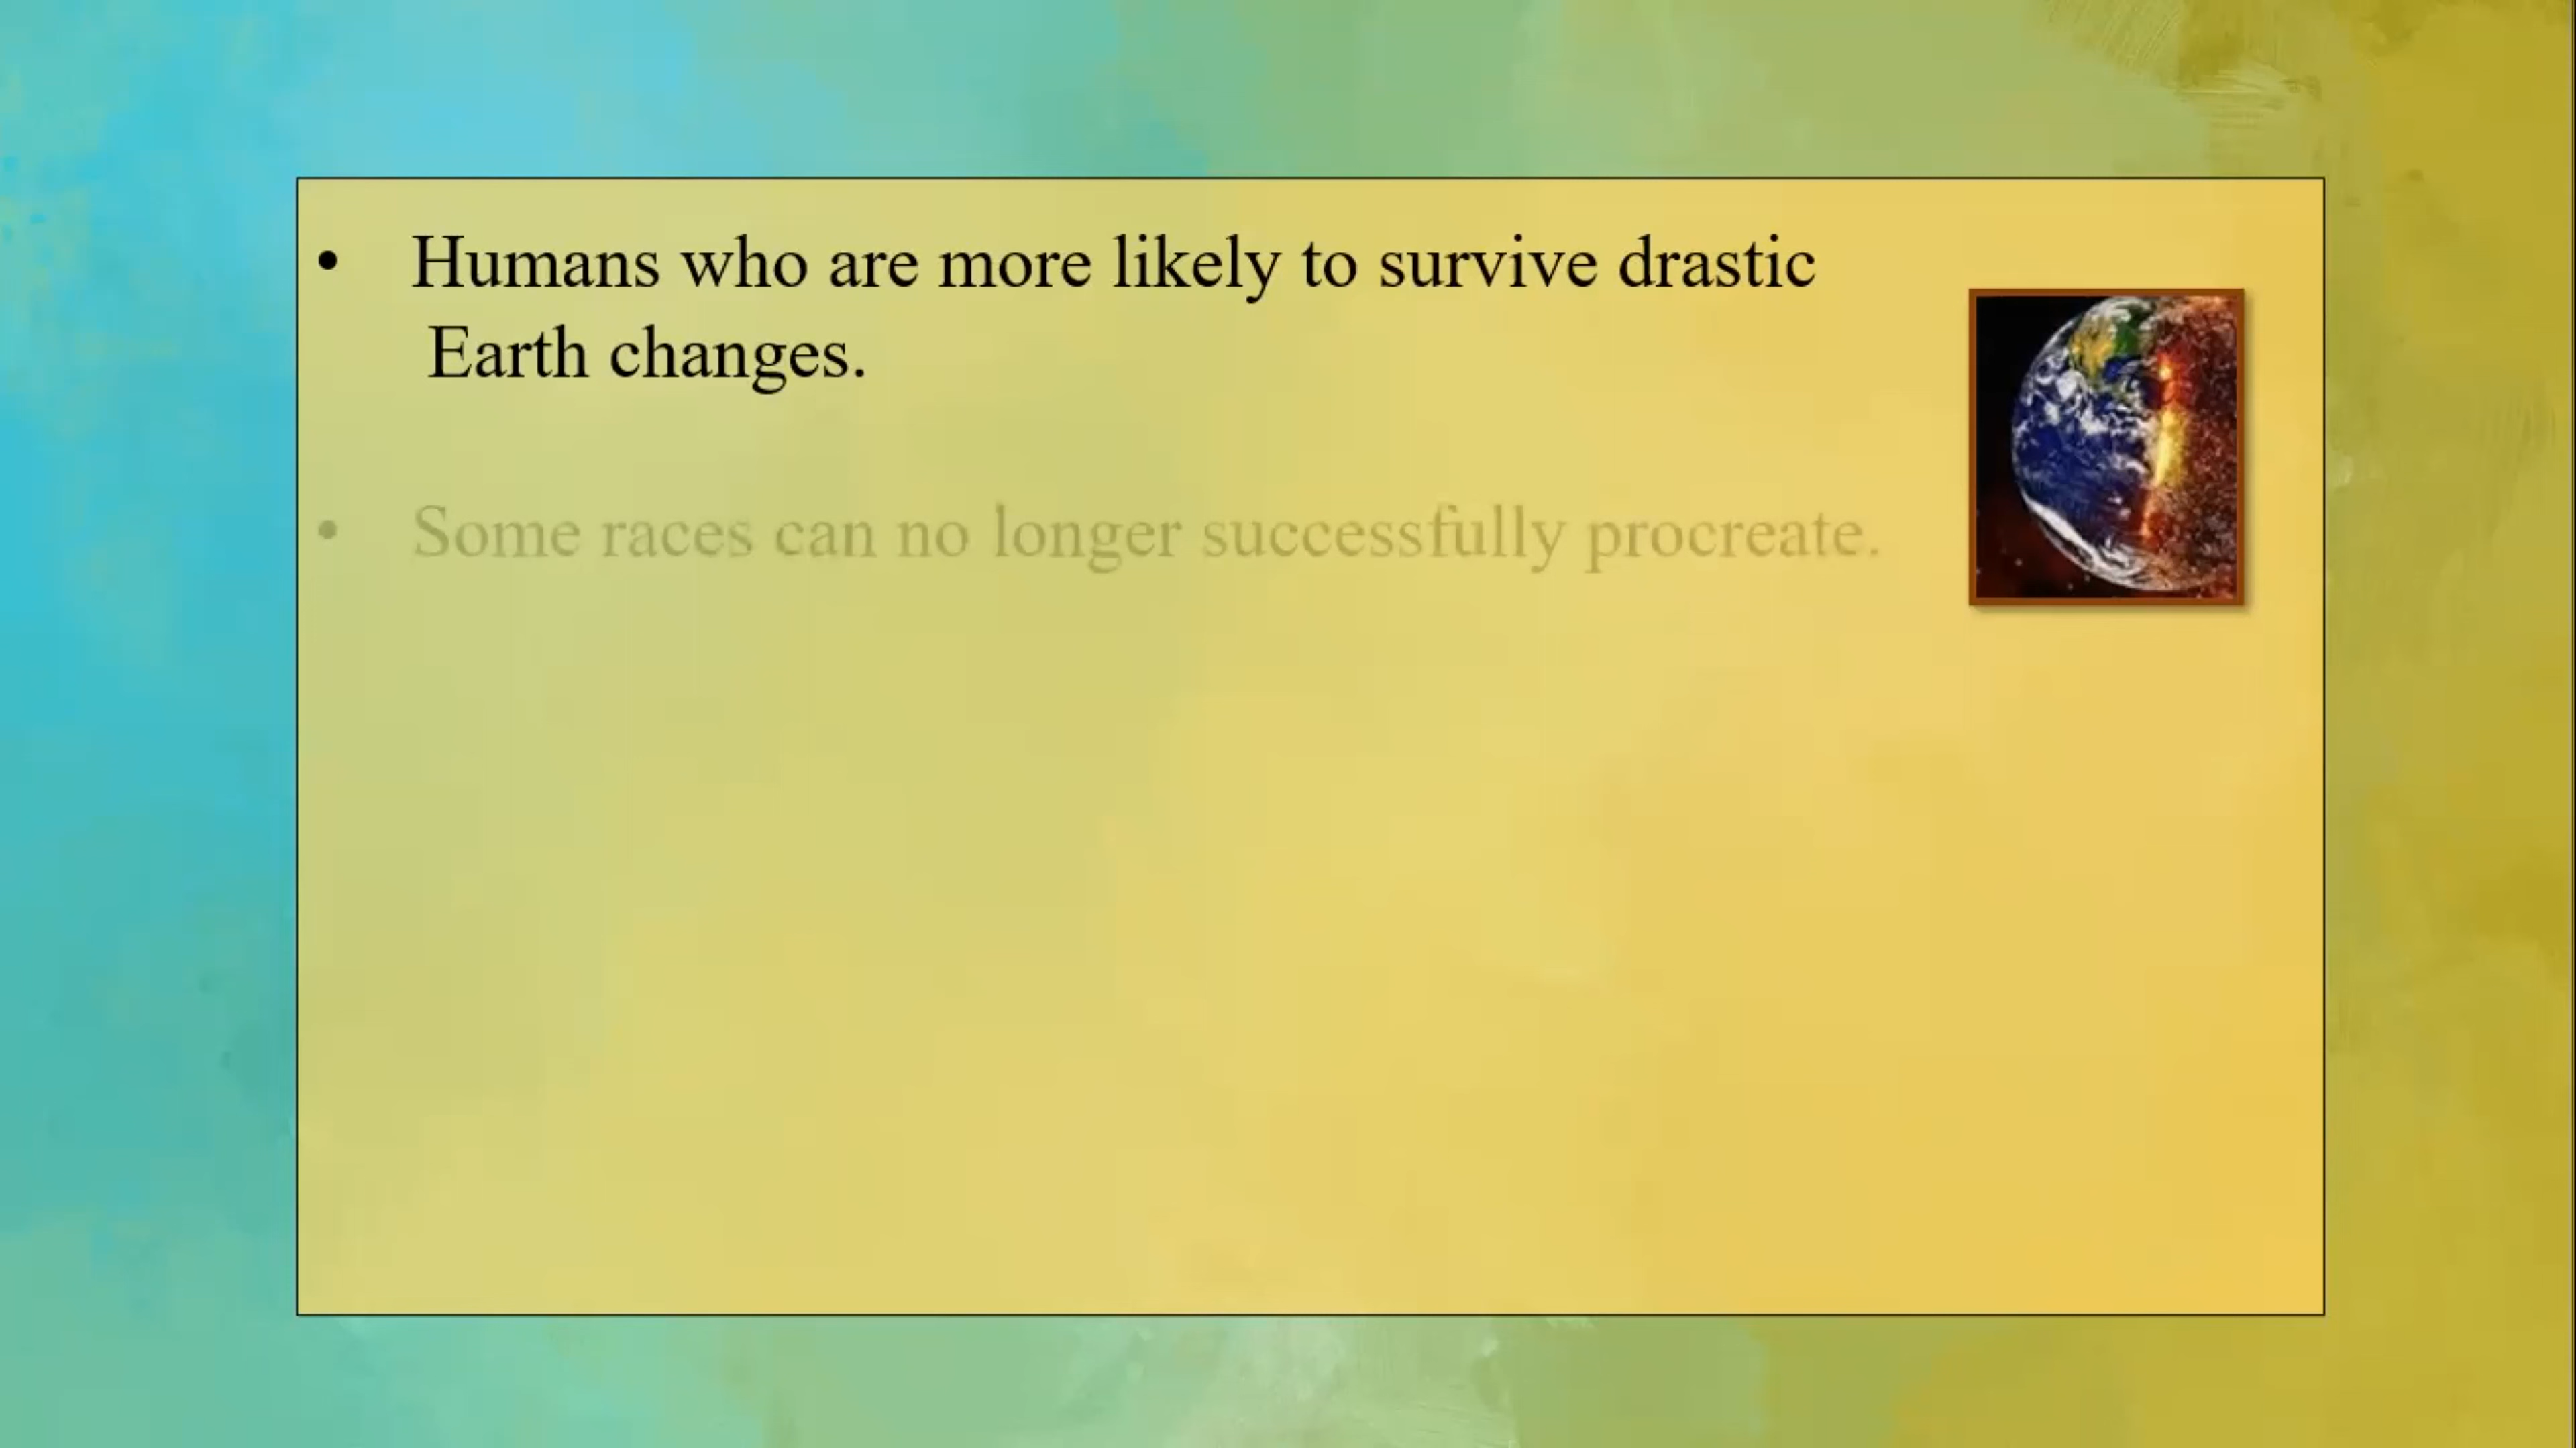 • Humans who are more likely to survive drastic
Earth changes.
• Some races can no longer successfully procreate.